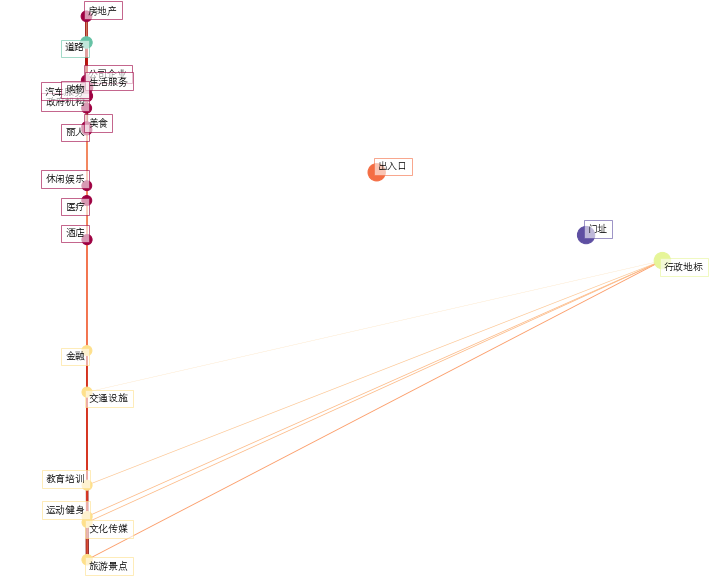 房地产
道路
公司企业
生活服务
购物
汽车服务
政府机构
美食
丽人
出入口
休闲娱乐
医疗
门址
酒店
行政地标
金融
交通设施
教育培训
运动健身
文化传媒
旅游景点